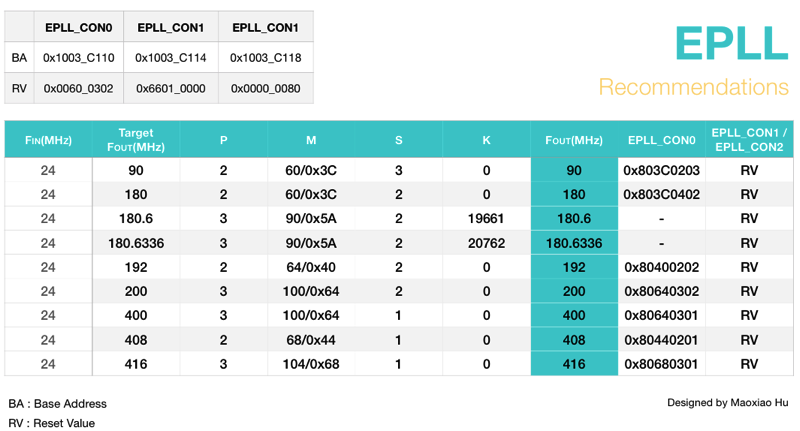 EPLL_CON0 EPLL_CON1 EPLL_CON1
BA 0x1003_C110 0x1003_C114 0x1003_C118
RV 0x0060_0302 0x6601_0000 0x0000_0080
EPLL
Recommendations
FIN(MHz) Target FOUT(MHz) P M S K FOUT(MHz) EPLL_CON0 EPLL_CON1 / EPLL_CON2
24 90 2 60/0x3C 3 0 90 0x803C0203 RV
24 180 2 60/0x3C 2 0 180 0x803C0402 RV
24 180.6 3 90/0x5A 2 19661 180.6 - RV
24 180.6336 3 90/0x5A 2 20762 180.6336 - RV
24 192 2 64/0x40 2 0 192 0x80400202 RV
24 200 3 100/0x64 2 0 200 0x80640302 RV
24 400 3 100/0x64 1 0 400 0x80640301 RV
24 408 2 68/0x44 1 0 408 0x80440201 RV
24 416 3 104/0x68 1 0 416 0x80680301 RV
BA : Base Address
RV : Reset Value
Designed by Maoxiao Hu